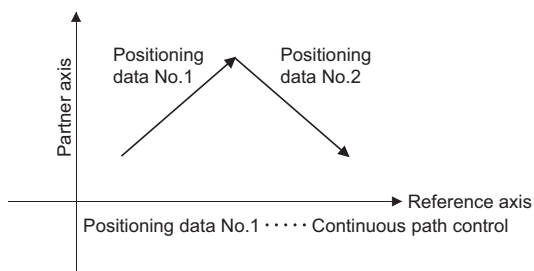 Partner axis
Positioning
data No.1
Positioning
data No.2
Reference axis
Positioning data No.1 ····· Continuous path control